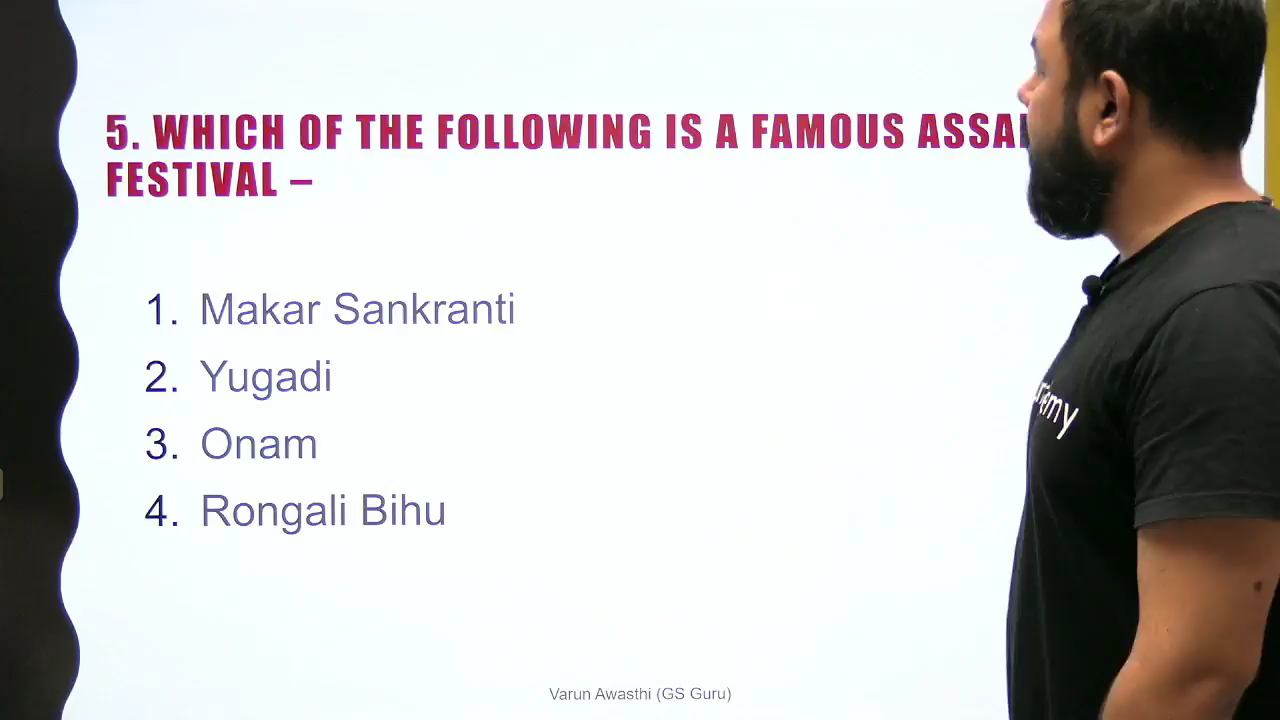 5. WHICH OF THE FOLLOWING IS A FAMOUS
FESTIVAL –
1. Makar Sankranti
2. Yugadi
3. Onam
4. Rongali Bihu
Varun Awasthi (GS Guru)